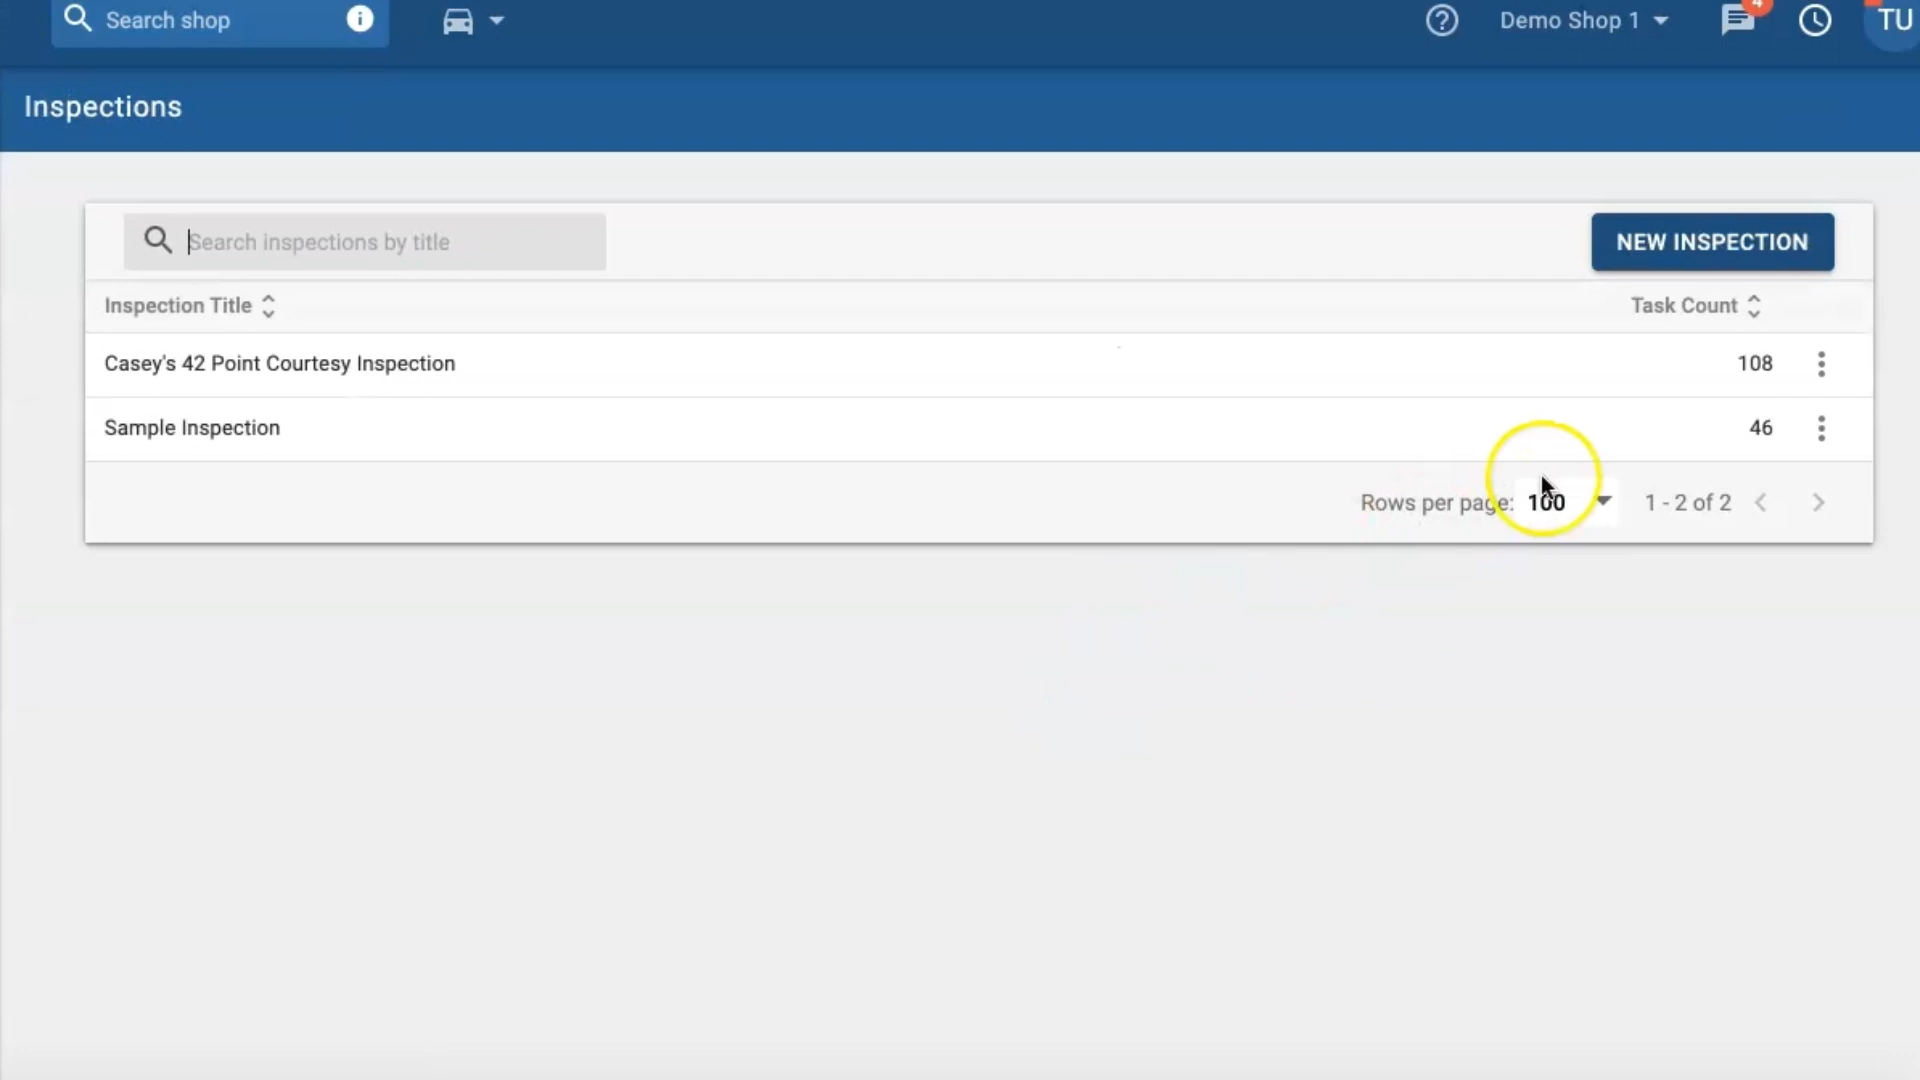 Search shop
Demo Shop 1
4
TU
Inspections
Search inspections by title
NEW INSPECTION
Inspection Title
Task Count
Casey's 42 Point Courtesy Inspection
108
Sample Inspection
46
Rows per page: 100
1 - 2 of 2